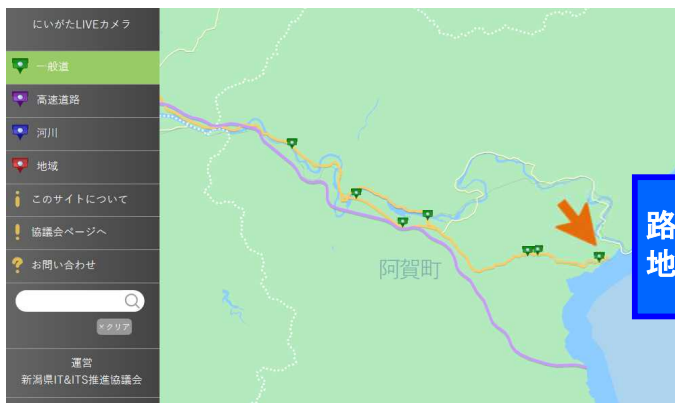 にいがたLIVEカメラ
一般道
高速道路
河川
地域
このサイトについて
協議会ページへ
お問い合わせ
×クリア
運営
新潟県IT&ITS推進協議会
阿賀町
路
地